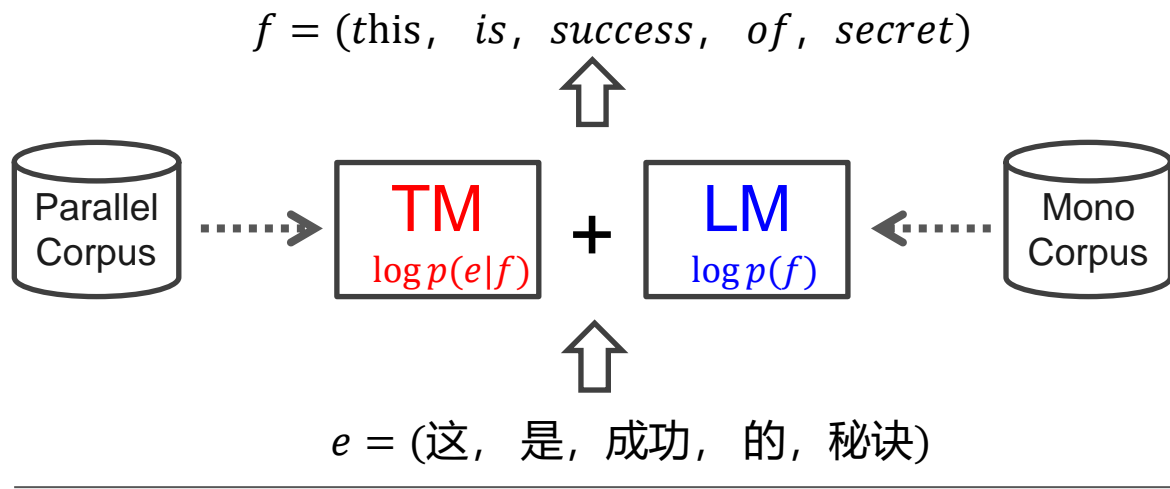 f = (this, is, success, of, secret)
Parallel
Corpus
TM
log p(e|f)
+
LM
log p(f)
Mono
Corpus
e = (这, 是, 成功, 的, 秘诀)